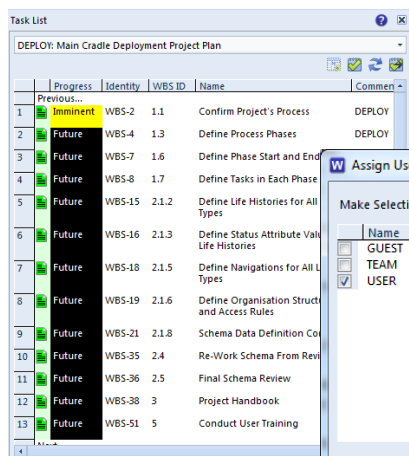 Task List
DEPLOY: Main Cradle Deployment Project Plan
Progress Identity WBS ID Name Commen
Previous...
1 Imminent WBS-2 1.1 Confirm Project's Process DEPLOY
2 Future WBS-4 1.3 Define Process Phases DEPLOY
3 Future WBS-7 1.6 Define Phase Start and End
4 Future WBS-8 1.7 Define Tasks in Each Phase
5 Future WBS-15 2.1.2 Define Life Histories for All
Types
6 Future WBS-16 2.1.3 Define Status Attribute Valu
Life Histories
7 Future WBS-18 2.1.5 Define Navigations for All L
Types
8 Future WBS-19 2.1.6 Define Organisation Struct
and Access Rules
9 Future WBS-21 2.1.8 Schema Data Definition Co
10 Future WBS-35 2.4 Re-Work Schema From Revi
11 Future WBS-36 2.5 Final Schema Review
12 Future WBS-38 3 Project Handbook
13 Future WBS-51 5 Conduct User Training
W Assign Us
Make Selecti
Name
GUEST
TEAM
USER